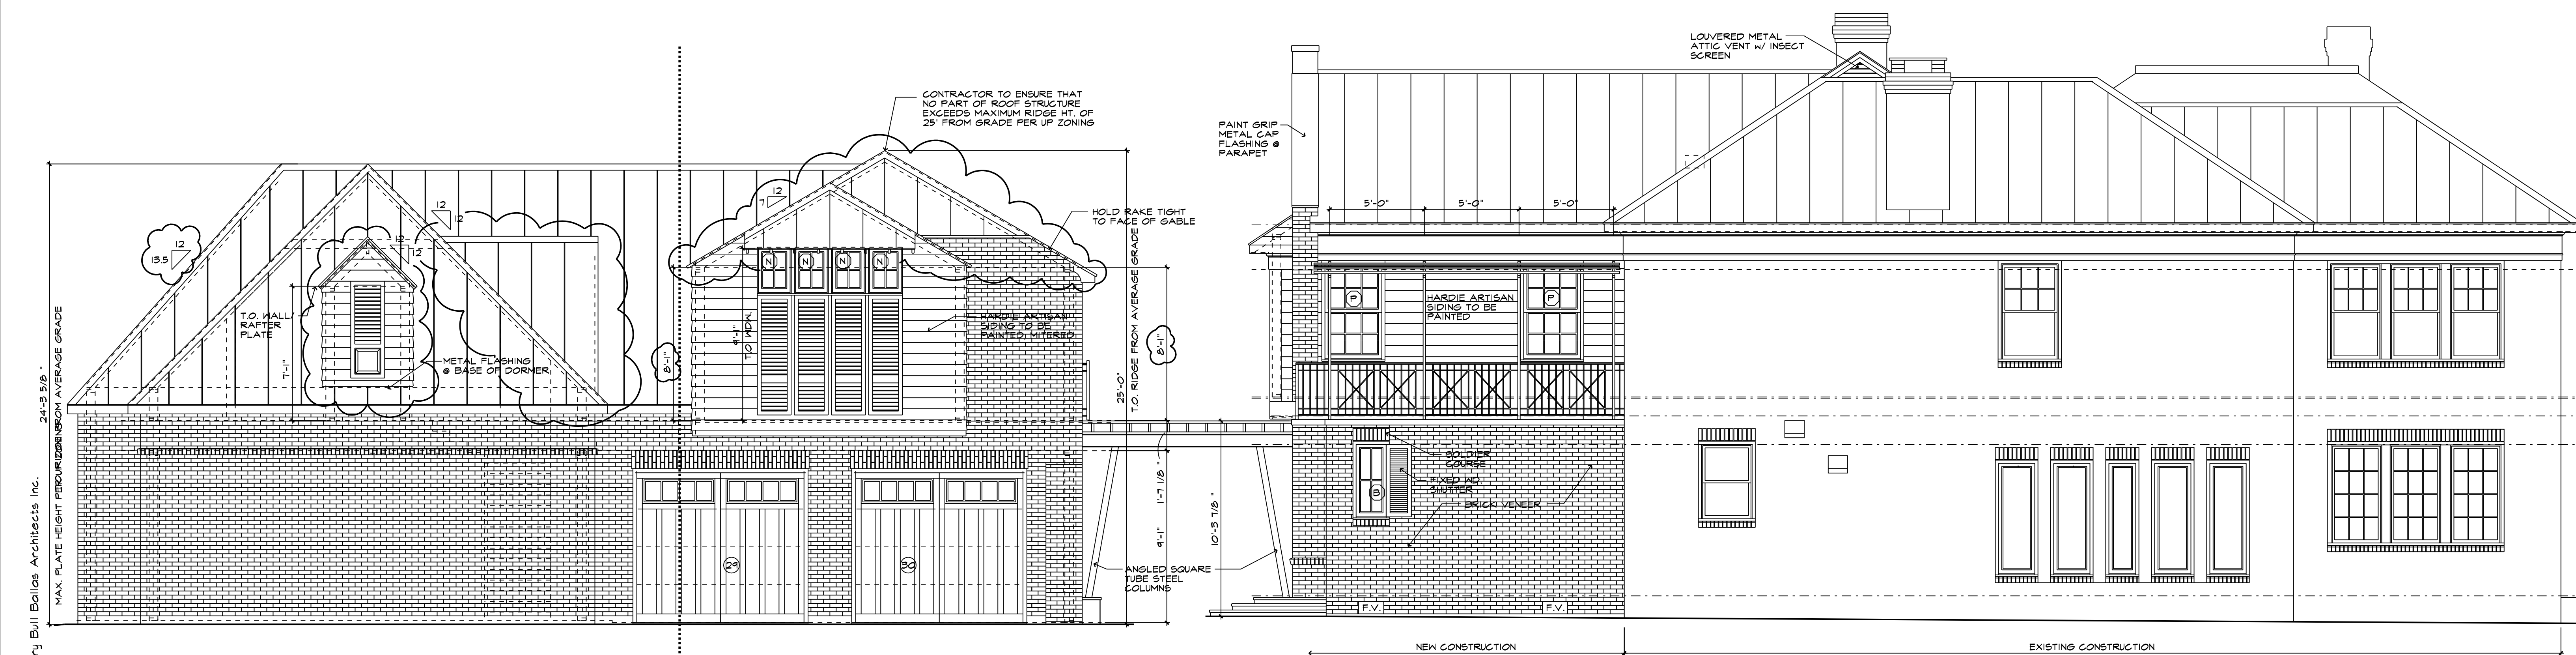 LOUVERED METAL
ATTIC VENT W/ INSECT
SCREEN
CONTRACTOR TO ENSURE THAT
NO PART OF ROOF STRUCTURE
EXCEEDS MAXIMUM RIDGE HT. OF
25' FROM GRADE PER UP ZONING
PAINT GRIP
METAL CAP
FLASHING @
PARAPET
12
7
12
12
12
13.5
12
12
HOLD RAKE TIGHT
TO FACE OF GABLE
5'-0"
5'-0"
5'-0"
N
N
N
N
P
P
HARDIE ARTISAN
SIDING TO BE
PAINTED
T.O. WALL/
RAFTER
PLATE
7'-1"
METAL FLASHING
@ BASE OF DORMER
HARDIE ARTISAN
SIDING TO BE
PAINTED, MITERED
8'-1"
9'-1"
T.O. WDW.
8'-1"
25'-0"
T.O. RIDGE FROM AVERAGE GRADE
24'-3 5/8 "
MAX. PLATE HEIGHT PER
FROM AVERAGE GRADE
ry Bull Bailas Architects Inc.
SOLDIER
COURSE
FIXED WD.
SHUTTER
B
BRICK VENEER
1'-7 1/8 "
9'-1"
10'-3 7/8 "
29
30
ANGLED SQUARE
TUBE STEEL
COLUMNS
F.V.
F.V.
NEW CONSTRUCTION
EXISTING CONSTRUCTION